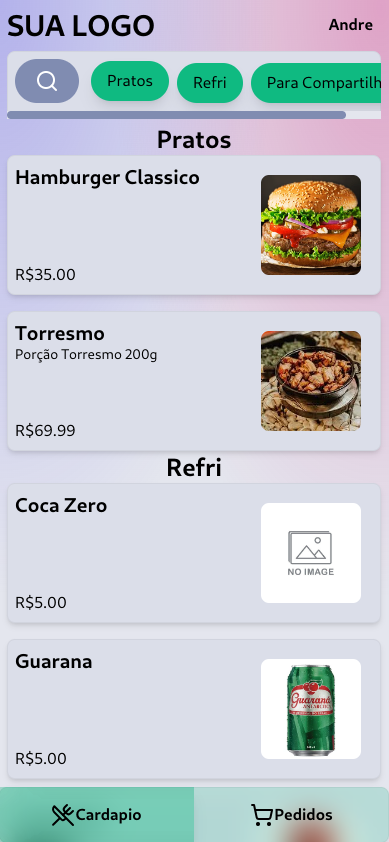 SUA LOGO
Andre
Pratos
Refri
Para Compartilh
Pratos
Hamburger Classico
R$35.00
Torresmo
Porção Torresmo 200g
R$69.99
Refri
Coca Zero
NO IMAGE
R$5.00
Guarana
Guaraná
ANTARCTICA
R$5.00
Cardapio
Pedidos